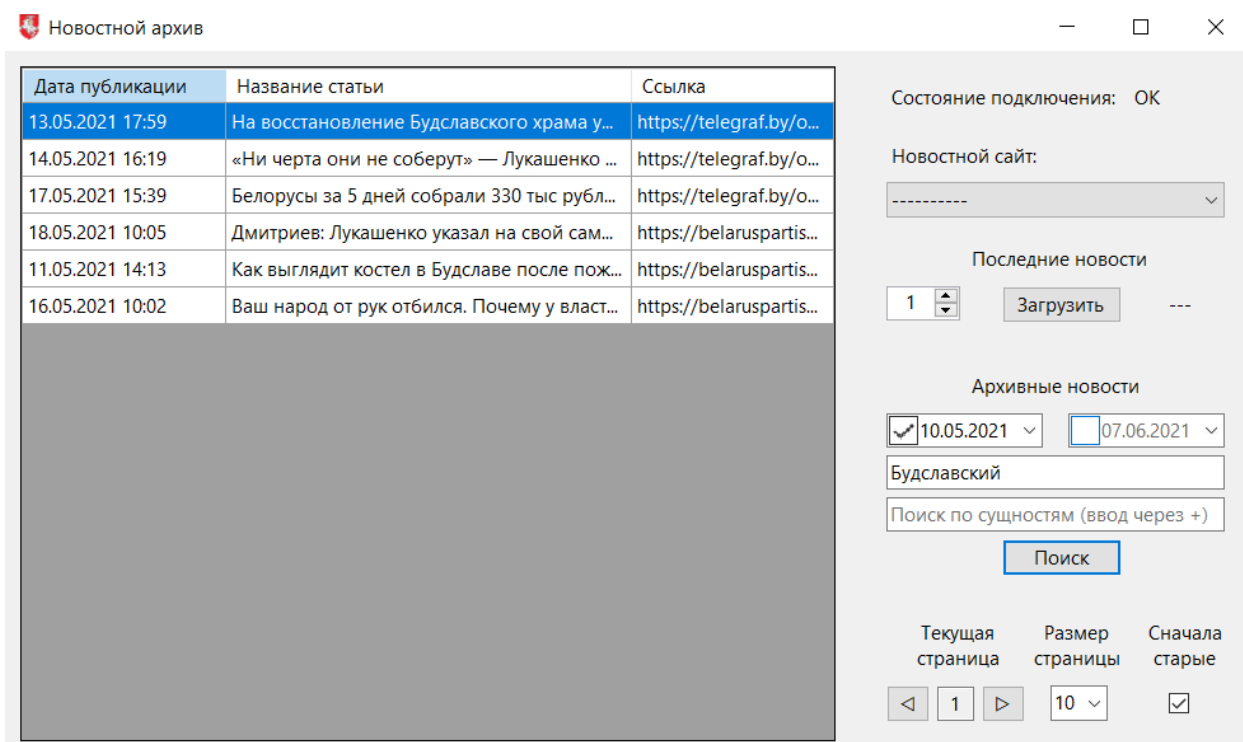 Новостной архив
Дата публикации Название статьи Ссылка
13.05.2021 17:59 На восстановление Будславского храма у... https://telegraf.by/o...
14.05.2021 16:19 «Ни черта они не соберут» — Лукашенко ... https://telegraf.by/o...
17.05.2021 15:39 Белорусы за 5 дней собрали 330 тыс рубл... https://telegraf.by/o...
18.05.2021 10:05 Дмитриев: Лукашенко указал на свой сам... https://belaruspartis...
11.05.2021 14:13 Как выглядит костел в Будславе после пож... https://belaruspartis...
16.05.2021 10:02 Ваш народ от рук отбился. Почему у власт... https://belaruspartis...
Состояние подключения: OK
Новостной сайт:
----------
Последние новости
1 Загрузить ---
Архивные новости
10.05.2021 07.06.2021
Будславский
Поиск по сущностям (ввод через +)
Поиск
Текущая Размер Сначала
страница страницы старые
1 10